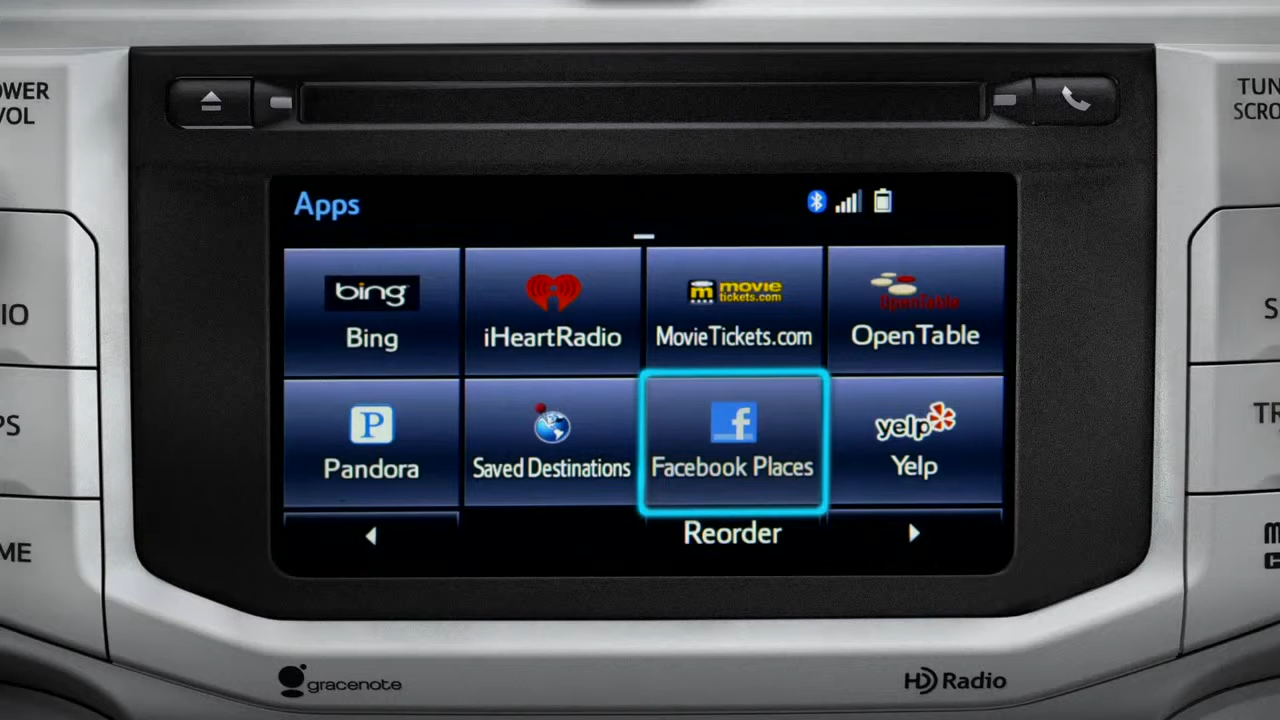 OWER
VOL
TUN
SCRO
Apps
bing
Bing
iHeartRadio
m movie
tickets.com
MovieTickets.com
OpenTable
OpenTable
IO
S
P
Pandora
Saved Destinations
f
Facebook Places
yelp
Yelp
PS
TR
Reorder
ME
M
C
gracenote
HD Radio